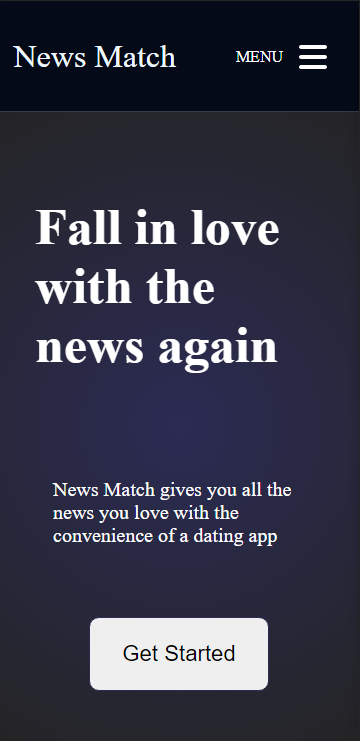 News Match
MENU
Fall in love
with the
news again
News Match gives you all the
news you love with the
convenience of a dating app
Get Started